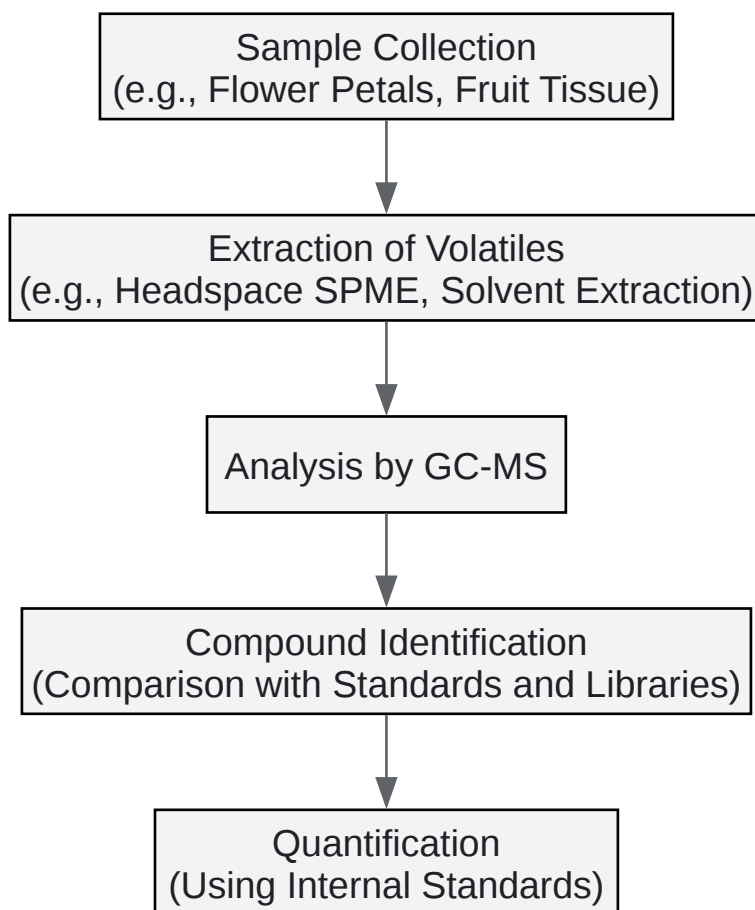 Sample Collection
(e.g., Flower Petals, Fruit Tissue)
Extraction of Volatiles
(e.g., Headspace SPME, Solvent Extraction)
Analysis by GC-MS
Compound Identification
(Comparison with Standards and Libraries)
Quantification
(Using Internal Standards)